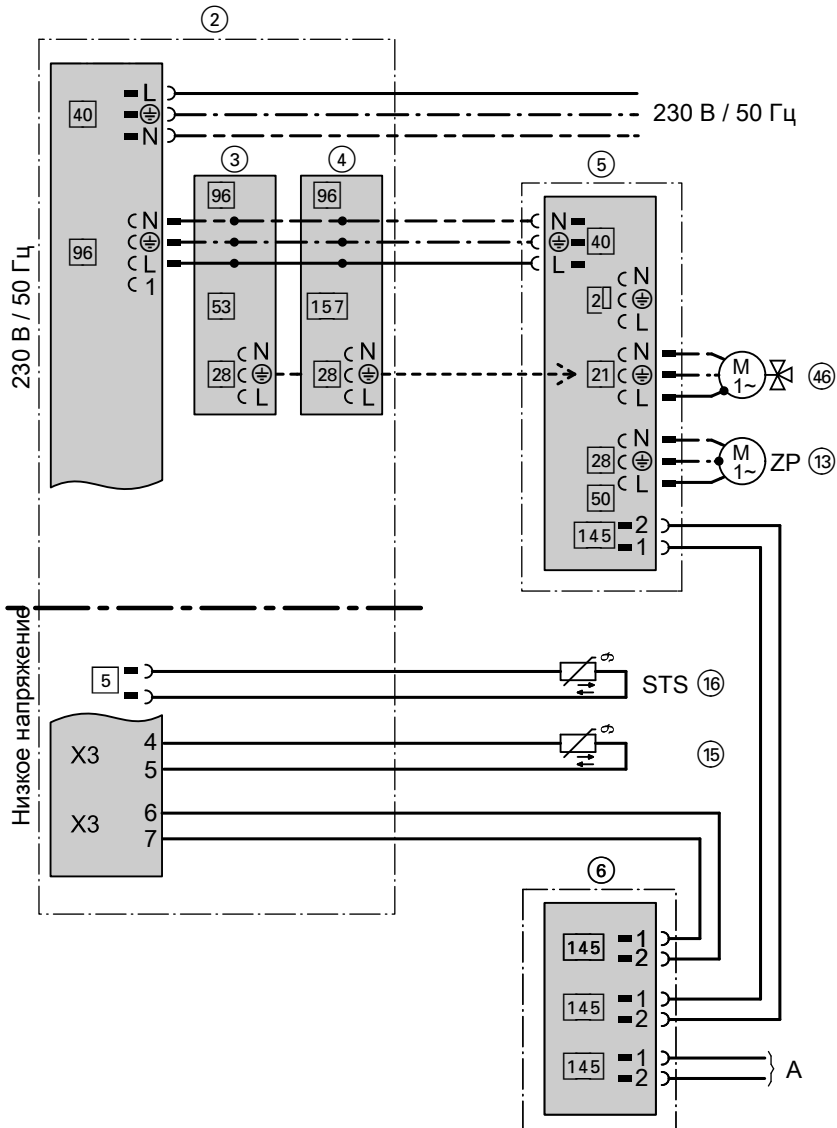 ②
L
40
230 В / 50 Гц
N
③ ④ ⑤
96 96
N N
40
96
L L
1
230 В / 50 Гц
53 157
N
L
N N N
28 28 21 М 1~ ㊻
L L L
N
28 М 1~ ZP ⑬
L
50
145 2
1
Низкое напряжение
5 STS ⑯
X3 4
5 ⑮
X3 6
7
⑥
145 1
2
145 1
2
145 1
2
A